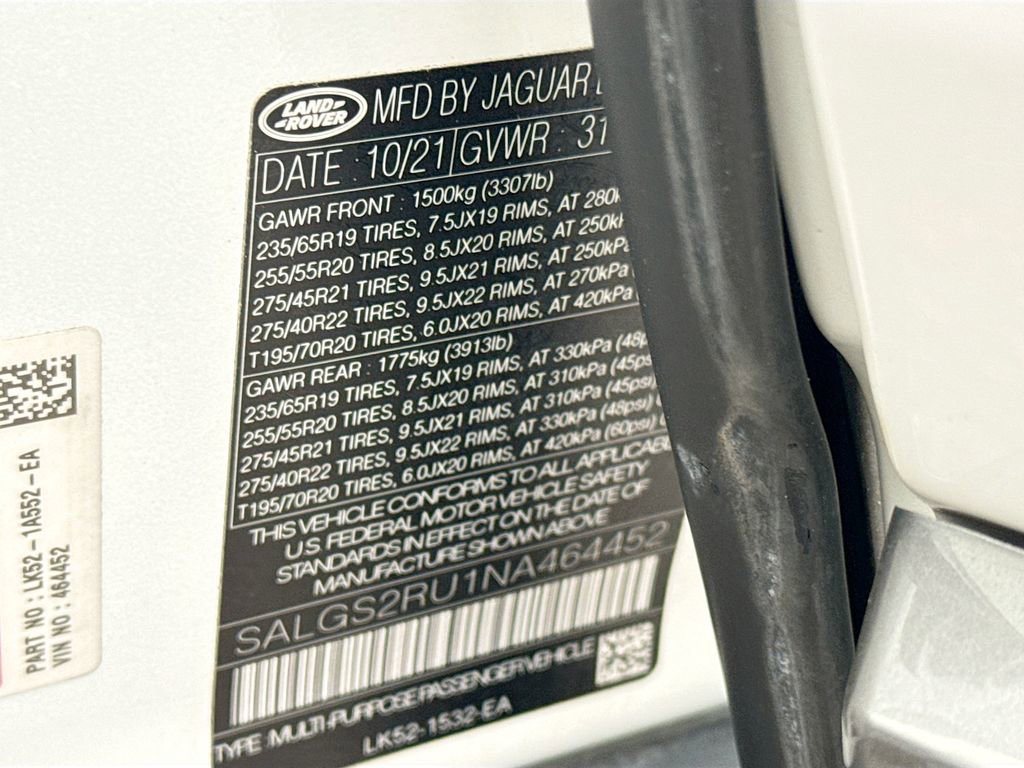 LAND-
-ROVER
MFD BY JAGUAR
DATE : 10/21 GVWR : 31
GAWR FRONT : 1500kg (3307lb)
235/65R19 TIRES, 7.5JX19 RIMS, AT 280k
255/55R20 TIRES, 8.5JX20 RIMS, AT 250k
275/45R21 TIRES, 9.5JX21 RIMS, AT 250kPa
275/40R22 TIRES, 9.5JX22 RIMS, AT 270kPa
T195/70R20 TIRES, 6.0JX20 RIMS, AT 420kPa
GAWR REAR : 1775kg (3913lb)
235/65R19 TIRES, 7.5JX19 RIMS, AT 330kPa (48p
255/55R20 TIRES, 8.5JX20 RIMS, AT 310kPa (45ps
275/45R21 TIRES, 9.5JX21 RIMS, AT 310kPa (45psi)
275/40R22 TIRES, 9.5JX22 RIMS, AT 330kPa (48psi)
T195/70R20 TIRES, 6.0JX20 RIMS, AT 420kPa (60psi)
THIS VEHICLE CONFORMS TO ALL APPLICABL
U.S. FEDERAL MOTOR VEHICLE SAFETY
STANDARDS IN EFFECT ON THE DATE OF
MANUFACTURE SHOWN ABOVE
SALGS2RU1NA464452
TYPE MULTI-PURPOSE PASSENGER VEHICLE
LK52-1532-EA
PART NO : LK52-1A552-EA
VIN NO : 464452